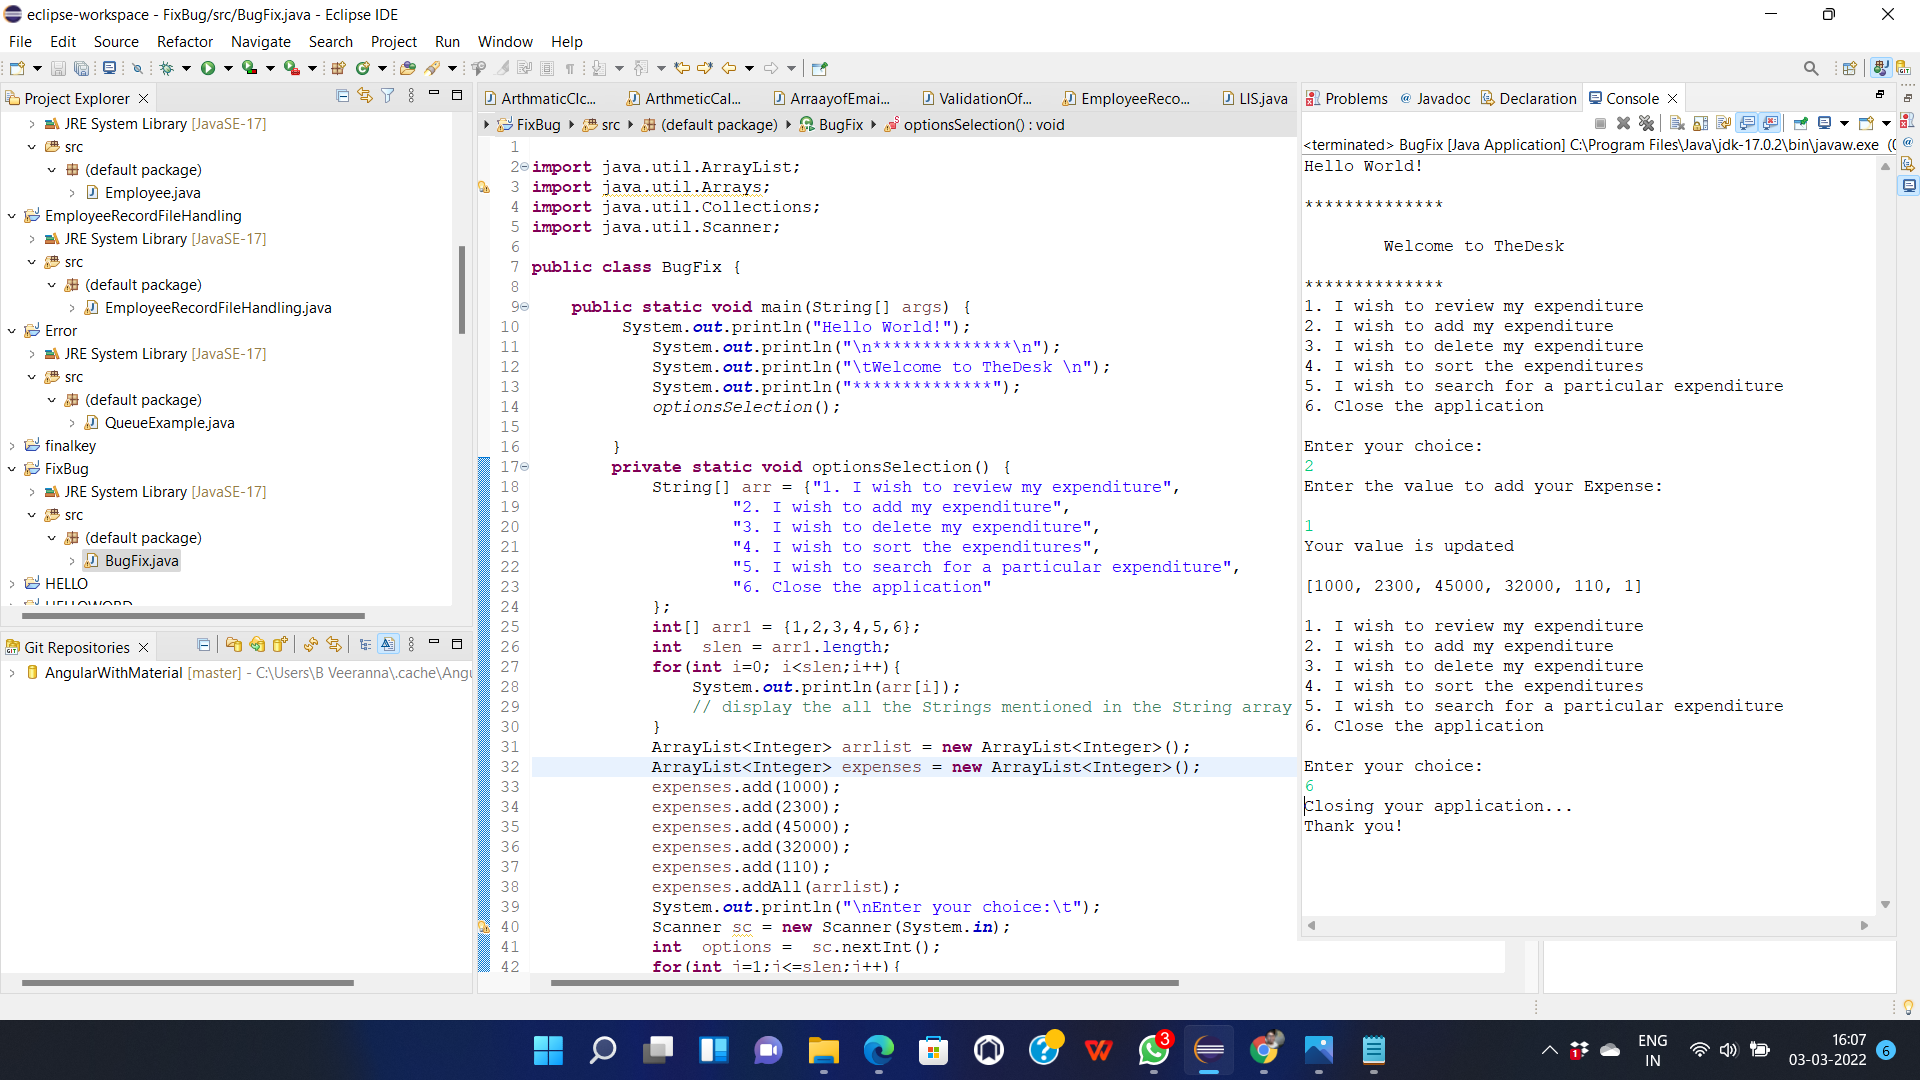 eclipse-workspace - FixBug/src/BugFix.java - Eclipse IDE
File Edit Source Refactor Navigate Search Project Run Window Help
Project Explorer
JRE System Library [JavaSE-17]
src
(default package)
Employee.java
EmployeeRecordFileHandling
JRE System Library [JavaSE-17]
src
(default package)
EmployeeRecordFileHandling.java
Error
JRE System Library [JavaSE-17]
src
(default package)
QueueExample.java
finalkey
FixBug
JRE System Library [JavaSE-17]
src
(default package)
BugFix.java
HELLO
HELLOWORD
Git Repositories
AngularWithMaterial [master] - C:\Users\B Veeranna\.cache\Angu
ArthmaticClc... ArthmeticCal... ArraayofEmai... ValidationOf... EmployeeReco... LIS.java
FixBug src (default package) BugFix optionsSelection() : void
1
2 import java.util.ArrayList;
3 import java.util.Arrays;
4 import java.util.Collections;
5 import java.util.Scanner;
6
7 public class BugFix {
8
9 public static void main(String[] args) {
10 System.out.println("Hello World!");
11 System.out.println("\n**************\n");
12 System.out.println("\tWelcome to TheDesk \n");
13 System.out.println("**************");
14 optionsSelection();
15
16 }
17 private static void optionsSelection() {
18 String[] arr = {"1. I wish to review my expenditure",
19 "2. I wish to add my expenditure",
20 "3. I wish to delete my expenditure",
21 "4. I wish to sort the expenditures",
22 "5. I wish to search for a particular expenditure",
23 "6. Close the application"
24 };
25 int[] arr1 = {1,2,3,4,5,6};
26 int slen = arr1.length;
27 for(int i=0; i<slen;i++){
28 System.out.println(arr[i]);
29 // display the all the Strings mentioned in the String array
30 }
31 ArrayList<Integer> arrlist = new ArrayList<Integer>();
32 ArrayList<Integer> expenses = new ArrayList<Integer>();
33 expenses.add(1000);
34 expenses.add(2300);
35 expenses.add(45000);
36 expenses.add(32000);
37 expenses.add(110);
38 expenses.addAll(arrlist);
39 System.out.println("\nEnter your choice:\t");
40 Scanner sc = new Scanner(System.in);
41 int options = sc.nextInt();
42 for(int j=1;j<=slen;j++){
Problems Javadoc Declaration Console
<terminated> BugFix [Java Application] C:\Program Files\Java\jdk-17.0.2\bin\javaw.exe (0
Hello World!
**************
Welcome to TheDesk
**************
1. I wish to review my expenditure
2. I wish to add my expenditure
3. I wish to delete my expenditure
4. I wish to sort the expenditures
5. I wish to search for a particular expenditure
6. Close the application
Enter your choice:
2
Enter the value to add your Expense:
1
Your value is updated
[1000, 2300, 45000, 32000, 110, 1]
1. I wish to review my expenditure
2. I wish to add my expenditure
3. I wish to delete my expenditure
4. I wish to sort the expenditures
5. I wish to search for a particular expenditure
6. Close the application
Enter your choice:
6
Closing your application...
Thank you!
3
1
ENG
IN
16:07
03-03-2022
6